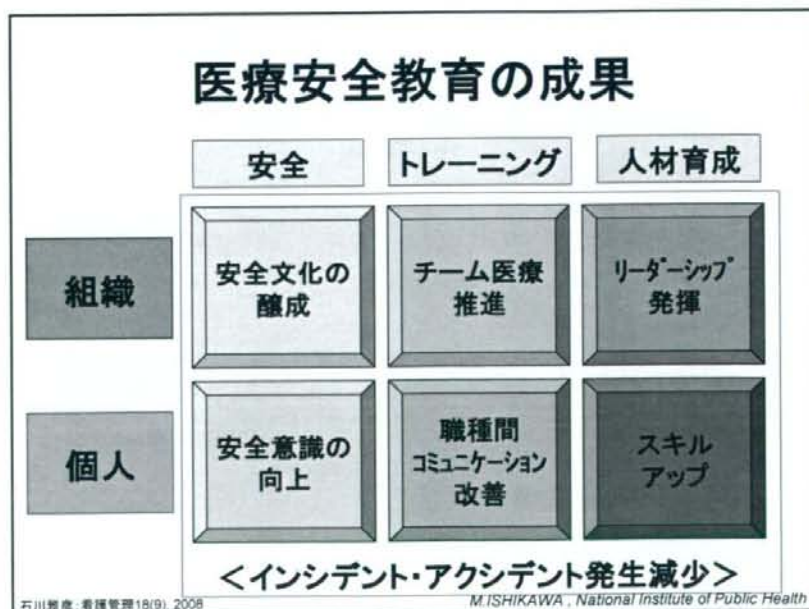 医療安全教育の成果
安全
トレーニング
人材育成
組織
安全文化の
醸成
チーム医療
推進
リーダーシップ
発揮
個人
安全意識の
向上
職種間
コミュニケーション
改善
スキル
アップ
＜インシデント・アクシデント発生減少＞
石川雅彦:看護管理18(9), 2008
M.ISHIKAWA , National Institute of Public Health